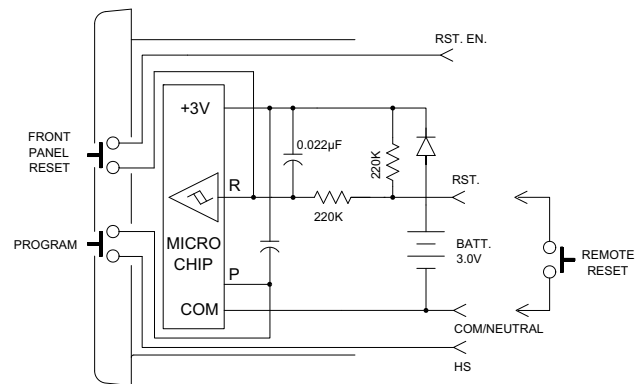 RST. EN.
+3V
FRONT
PANEL
RESET
0.022µF
220K
R
RST.
220K
PROGRAM
MICRO
CHIP
BATT.
3.0V
REMOTE
RESET
P
COM
COM/NEUTRAL
HS